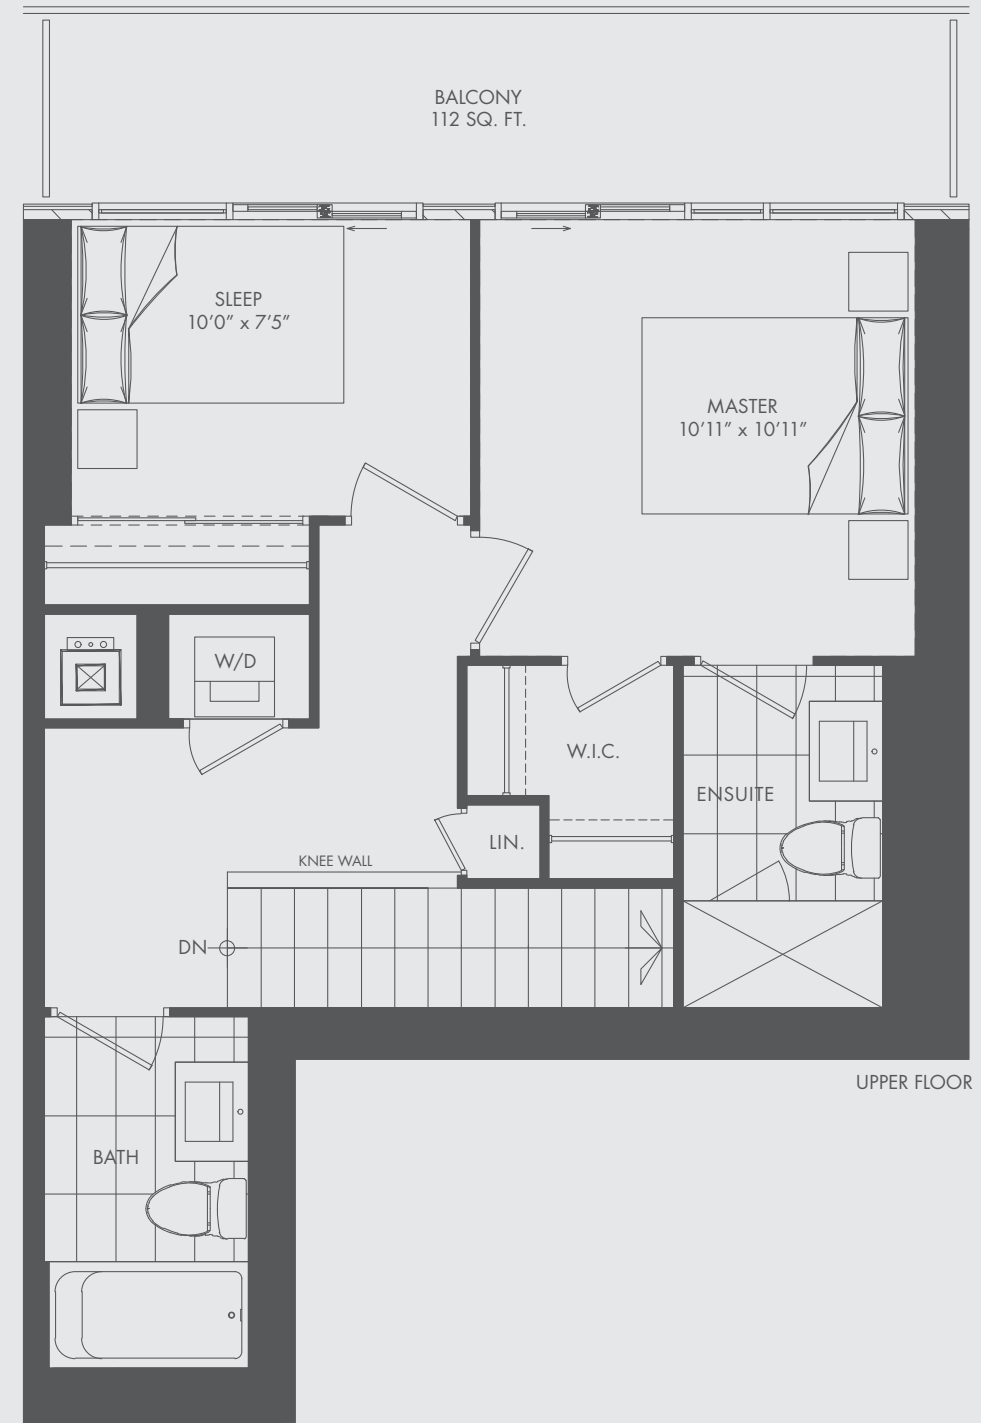 BALCONY
112 SQ. FT.
SLEEP
10'0" x 7'5"
MASTER
10'11" x 10'11"
W/D
W.I.C.
ENSUITE
LIN.
KNEE WALL
DN
UPPER FLOOR
BATH